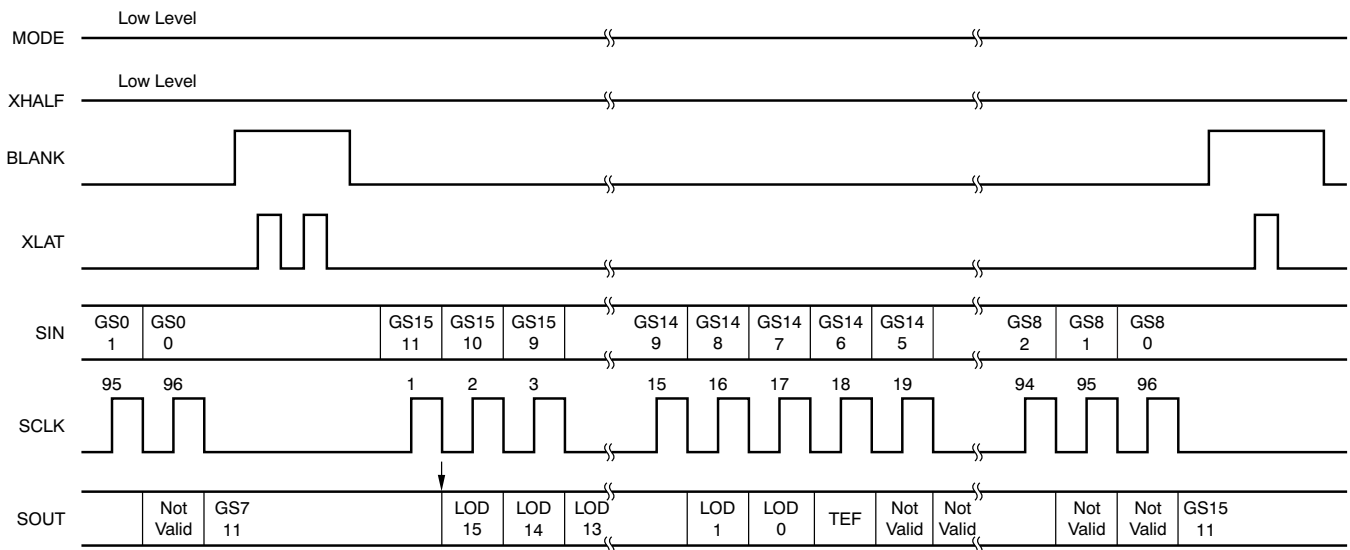 Low Level
MODE
Low Level
XHALF
BLANK
XLAT
SIN
GS0 1
GS0 0
GS15 11
GS15 10
GS15 9
GS14 9
GS14 8
GS14 7
GS14 6
GS14 5
GS8 2
GS8 1
GS8 0
95 96 1 2 3 15 16 17 18 19 94 95 96
SCLK
SOUT
Not Valid
GS7 11
LOD 15
LOD 14
LOD 13
LOD 1
LOD 0
TEF
Not Valid
Not Valid
Not Valid
Not Valid
GS15 11